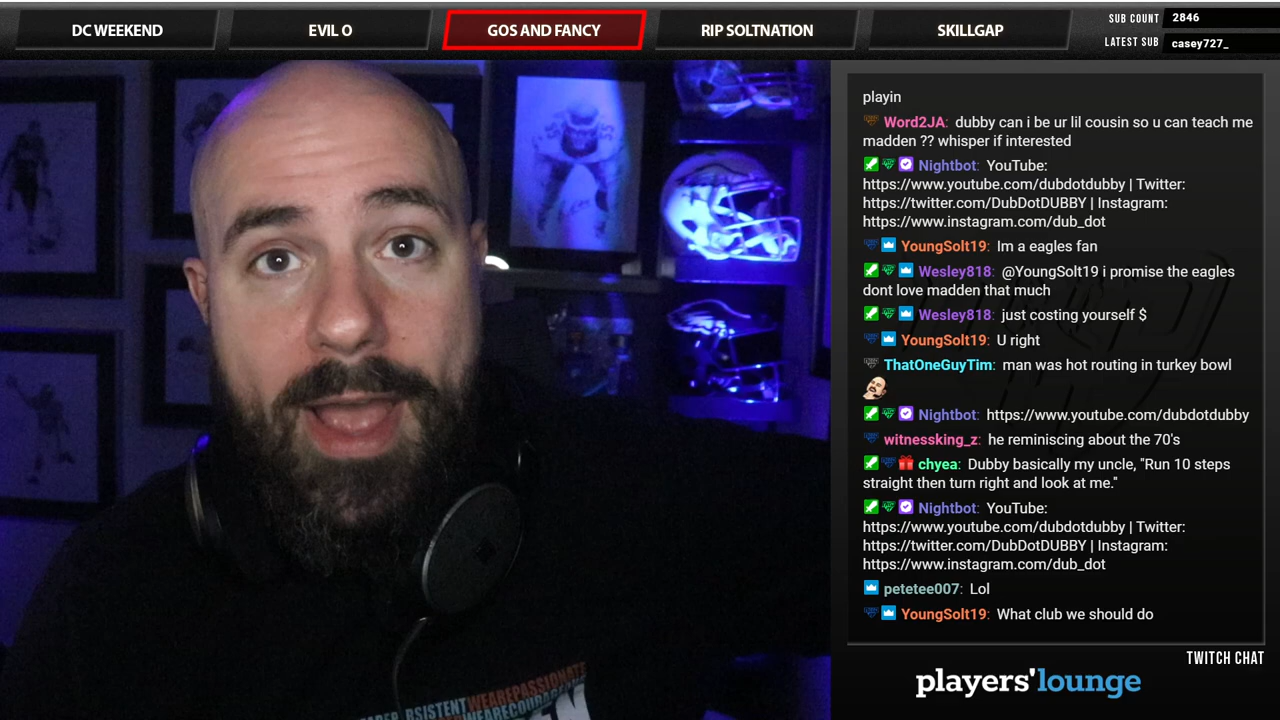 DC WEEKEND
EVIL O
GOS AND FANCY
RIP SOLTNATION
SKILLGAP
SUB COUNT 2846
LATEST SUB casey727_
playin
Word2JA: dubby can i be ur lil cousin so u can teach me
madden ?? whisper if interested
Nightbot: YouTube:
https://www.youtube.com/dubdotdubby | Twitter:
https://twitter.com/DubDotDUBBY | Instagram:
https://www.instagram.com/dub_dot
YoungSolt19: Im a eagles fan
Wesley818: @YoungSolt19 i promise the eagles
dont love madden that much
Wesley818: just costing yourself $
YoungSolt19: U right
ThatOneGuyTim: man was hot routing in turkey bowl
Nightbot: https://www.youtube.com/dubdotdubby
witnessking_z: he reminiscing about the 70's
chyea: Dubby basically my uncle, "Run 10 steps
straight then turn right and look at me."
Nightbot: YouTube:
https://www.youtube.com/dubdotdubby | Twitter:
https://twitter.com/DubDotDUBBY | Instagram:
https://www.instagram.com/dub_dot
petetee007: Lol
YoungSolt19: What club we should do
TWITCH CHAT
players'lounge